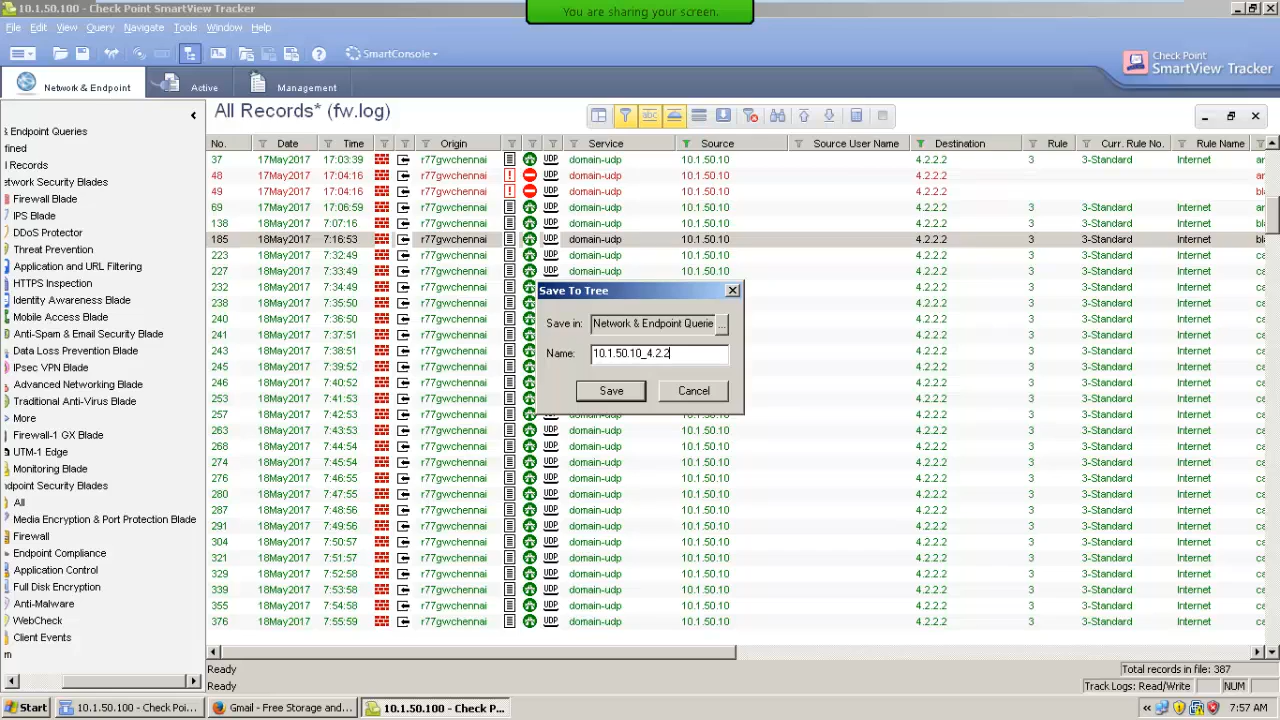 10.1.50.100 - Check Point SmartView Tracker
You are sharing your screen.
File Edit View Query Navigate Tools Window Help
SmartConsole
Check Point
SmartView Tracker
Network & Endpoint Active Management
All Records* (fw.log)
No. Date Time Origin Service Source Source User Name Destination Rule Curr. Rule No. Rule Name
37 17May2017 17:03:39 r77gwchennai UDP domain-udp 10.1.50.10 4.2.2.2 3 3-Standard Internet
48 17May2017 17:04:16 r77gwchennai UDP domain-udp 10.1.50.10 4.2.2.2 3 3-Standard Internet
49 17May2017 17:04:16 r77gwchennai UDP domain-udp 10.1.50.10 4.2.2.2 3 3-Standard Internet
69 17May2017 17:06:59 r77gwchennai UDP domain-udp 10.1.50.10 4.2.2.2 3 3-Standard Internet
138 18May2017 7:07:16 r77gwchennai UDP domain-udp 10.1.50.10 4.2.2.2 3 3-Standard Internet
185 18May2017 7:16:53 r77gwchennai UDP domain-udp 10.1.50.10 4.2.2.2 3 3-Standard Internet
223 18May2017 7:32:49 r77gwchennai UDP domain-udp 10.1.50.10 4.2.2.2 3 3-Standard Internet
227 18May2017 7:33:49 r77gwchennai UDP domain-udp 10.1.50.10 4.2.2.2 3 3-Standard Internet
232 18May2017 7:34:49 r77gwchennai 4.2.2.2 3 3-Standard Internet
238 18May2017 7:35:50 r77gwchennai 4.2.2.2 3 3-Standard Internet
240 18May2017 7:36:50 r77gwchennai 4.2.2.2 3 3-Standard Internet
241 18May2017 7:37:51 r77gwchennai 4.2.2.2 3 3-Standard Internet
243 18May2017 7:38:51 r77gwchennai 4.2.2.2 3 3-Standard Internet
245 18May2017 7:39:52 r77gwchennai 4.2.2.2 3 3-Standard Internet
246 18May2017 7:40:52 r77gwchennai 4.2.2.2 3 3-Standard Internet
253 18May2017 7:41:53 r77gwchennai 4.2.2.2 3 3-Standard Internet
257 18May2017 7:42:53 r77gwchennai UDP domain-udp 10.1.50.10 4.2.2.2 3 3-Standard Internet
263 18May2017 7:43:53 r77gwchennai UDP domain-udp 10.1.50.10 4.2.2.2 3 3-Standard Internet
268 18May2017 7:44:54 r77gwchennai UDP domain-udp 10.1.50.10 4.2.2.2 3 3-Standard Internet
274 18May2017 7:45:54 r77gwchennai UDP domain-udp 10.1.50.10 4.2.2.2 3 3-Standard Internet
278 18May2017 7:46:55 r77gwchennai UDP domain-udp 10.1.50.10 4.2.2.2 3 3-Standard Internet
280 18May2017 7:47:55 r77gwchennai UDP domain-udp 10.1.50.10 4.2.2.2 3 3-Standard Internet
287 18May2017 7:48:56 r77gwchennai UDP domain-udp 10.1.50.10 4.2.2.2 3 3-Standard Internet
291 18May2017 7:49:56 r77gwchennai UDP domain-udp 10.1.50.10 4.2.2.2 3 3-Standard Internet
304 18May2017 7:50:57 r77gwchennai UDP domain-udp 10.1.50.10 4.2.2.2 3 3-Standard Internet
321 18May2017 7:51:57 r77gwchennai UDP domain-udp 10.1.50.10 4.2.2.2 3 3-Standard Internet
329 18May2017 7:52:58 r77gwchennai UDP domain-udp 10.1.50.10 4.2.2.2 3 3-Standard Internet
335 18May2017 7:53:58 r77gwchennai UDP domain-udp 10.1.50.10 4.2.2.2 3 3-Standard Internet
355 18May2017 7:54:58 r77gwchennai UDP domain-udp 10.1.50.10 4.2.2.2 3 3-Standard Internet
376 18May2017 7:55:59 r77gwchennai UDP domain-udp 10.1.50.10 4.2.2.2 3 3-Standard Internet
Endpoint Queries
fined
Records
etwork Security Blades
Firewall Blade
IPS Blade
DDoS Protector
Threat Prevention
Application and URL Filtering
HTTPS Inspection
Identity Awareness Blade
Mobile Access Blade
Anti-Spam & Email Security Blade
Data Loss Prevention Blade
IPsec VPN Blade
Advanced Networking Blade
Traditional Anti-Virus Blade
More
Firewall-1 GX Blade
UTM-1 Edge
Monitoring Blade
ndpoint Security Blades
All
Media Encryption & Port Protection Blade
Firewall
Endpoint Compliance
Application Control
Full Disk Encryption
Anti-Malware
WebCheck
Client Events
m
Save To Tree
Save in: Network & Endpoint Querie ...
Name: 10.1.50.10_4.2.2
Save Cancel
Ready Total records in file: 387
Ready Track Logs: Read/Write NUM
Start 10.1.50.100 - Check Poi... Gmail - Free Storage and... 10.1.50.100 - Check P... 7:57 AM